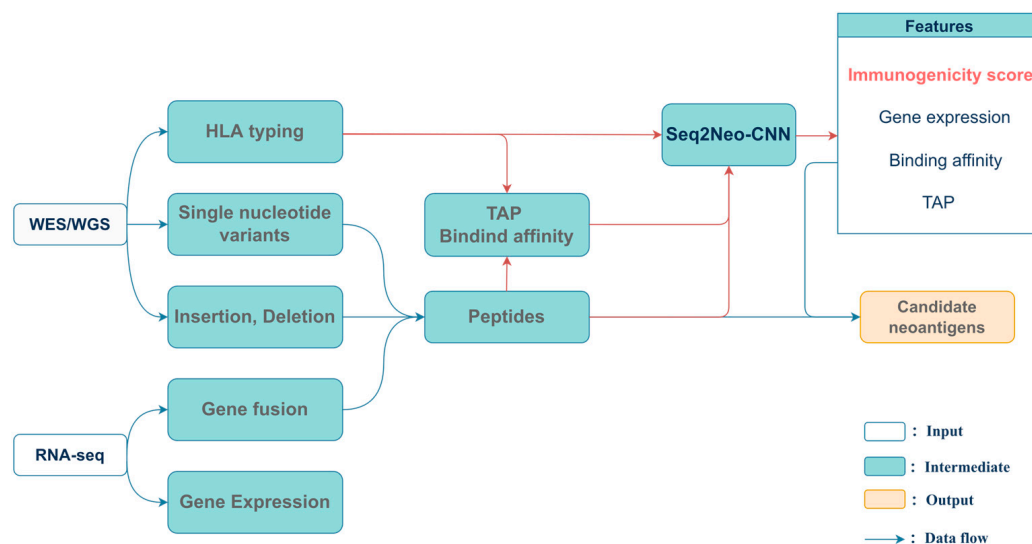 Features
Immunogenicity score
Gene expression
Binding affinity
TAP
HLA typing
Seq2Neo-CNN
WES/WGS
Single nucleotide
variants
TAP
Bindind affinity
Insertion, Deletion
Peptides
Candidate
neoantigens
Gene fusion
RNA-seq
Gene Expression
: Input
: Intermediate
: Output
: Data flow